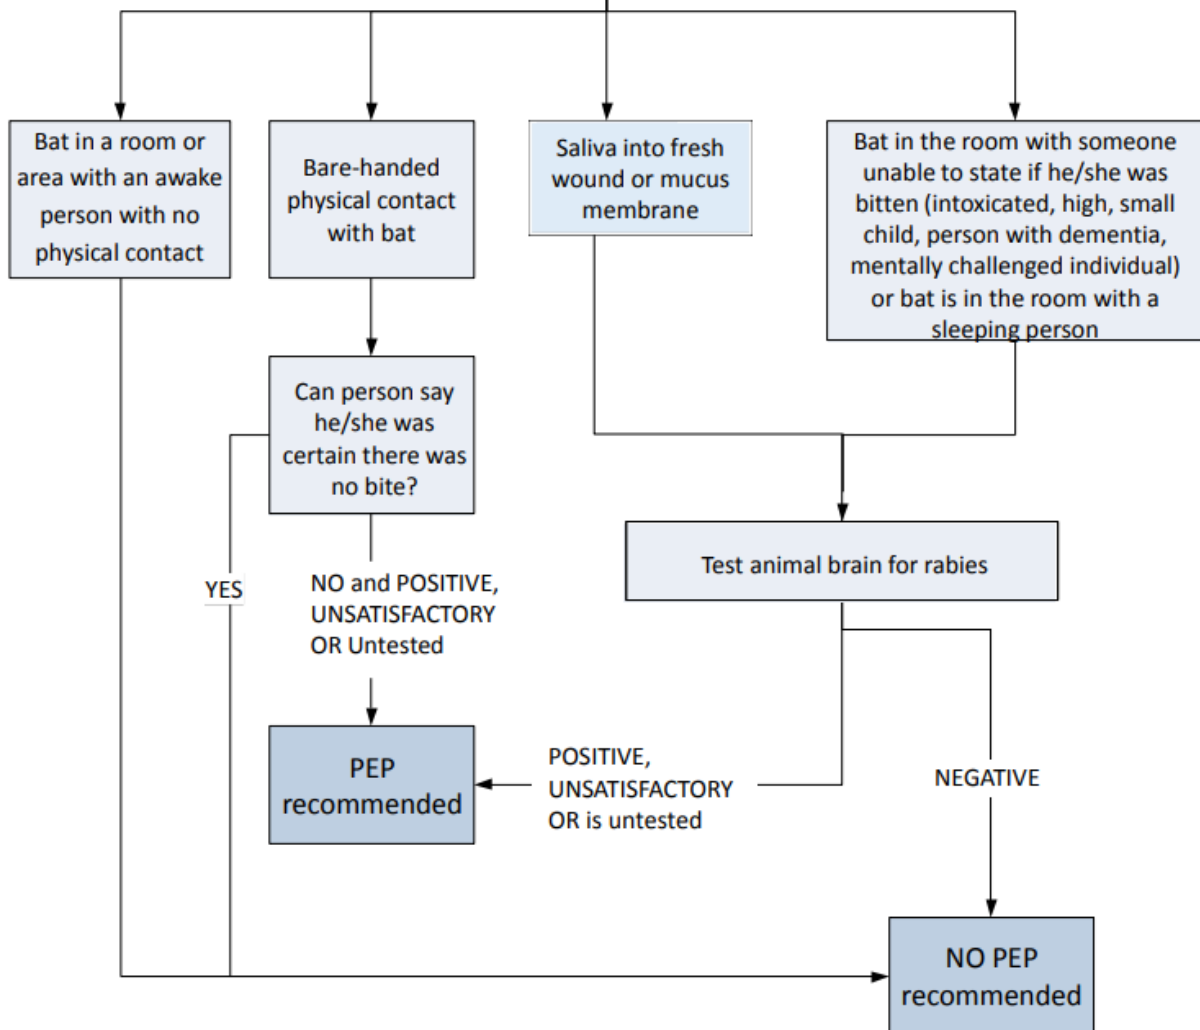 Bat in a room or
area with an awake
person with no
physical contact
Bare-handed
physical contact
with bat
Saliva into fresh
wound or mucus
membrane
Bat in the room with someone
unable to state if he/she was
bitten (intoxicated, high, small
child, person with dementia,
mentally challenged individual)
or bat is in the room with a
sleeping person
Can person say
he/she was
certain there was
no bite?
Test animal brain for rabies
YES
NO and POSITIVE,
UNSATISFACTORY
OR Untested
PEP
recommended
POSITIVE,
UNSATISFACTORY
OR is untested
NEGATIVE
NO PEP
recommended